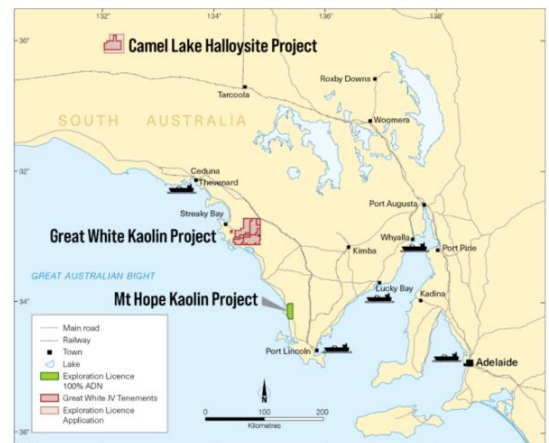 132°
134°
136°
138°
30°
Camel Lake Halloysite Project
Roxby Downs
Tarcoola
Woomera
SOUTH AUSTRALIA
32°
Ceduna
Thevenard
Port Augusta
Streaky Bay
Great White Kaolin Project
Whyalla
Port Pirie
Kimba
GREAT AUSTRALIAN BIGHT
Lucky Bay
Mt Hope Kaolin Project
Kadina
34°
Main road
Railway
Town
Lake
Exploration Licence
100% ADN
Great White JV Tenements
Exploration Licence
Application
Port Lincoln
Adelaide
N
0 100 200
Kilometres
36°